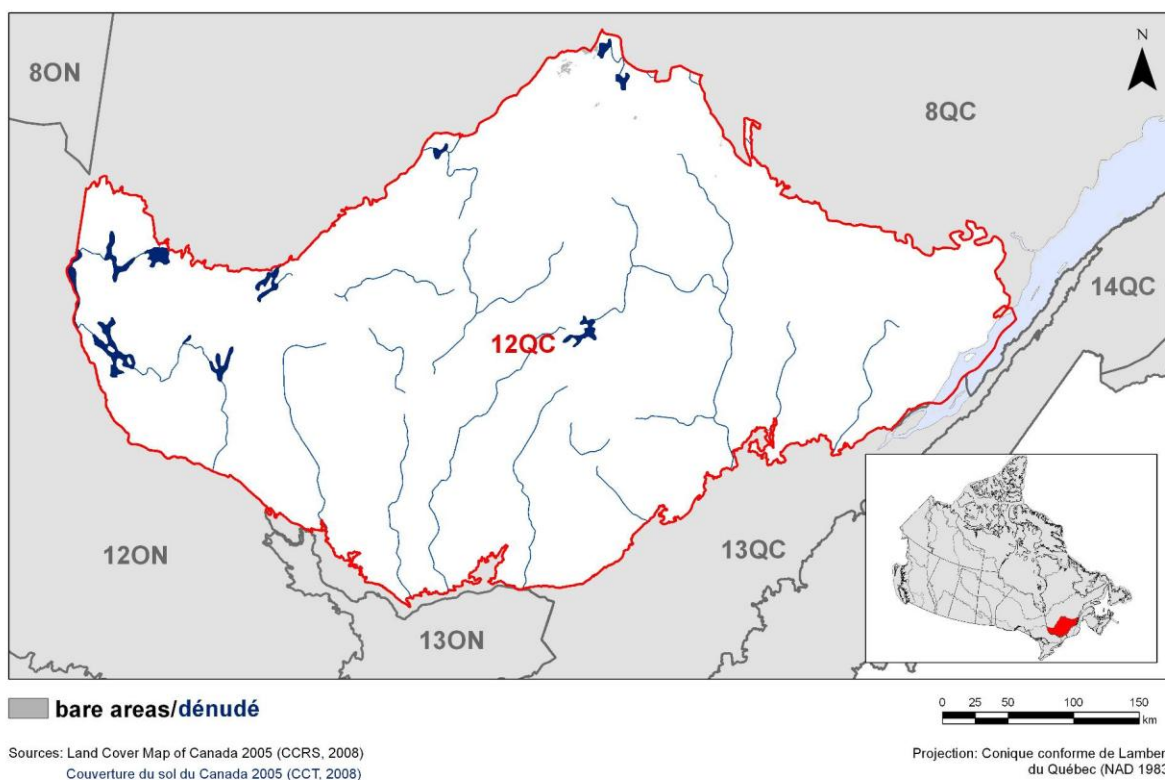 N
8ON
8QC
14QC
12QC
12ON
13QC
13ON
bare areas/dénudé
0 25 50 100 150
km
Sources: Land Cover Map of Canada 2005 (CCRS, 2008)
Couverture du sol du Canada 2005 (CCT, 2008)
Projection: Conique conforme de Lamber
du Québec (NAD 1983